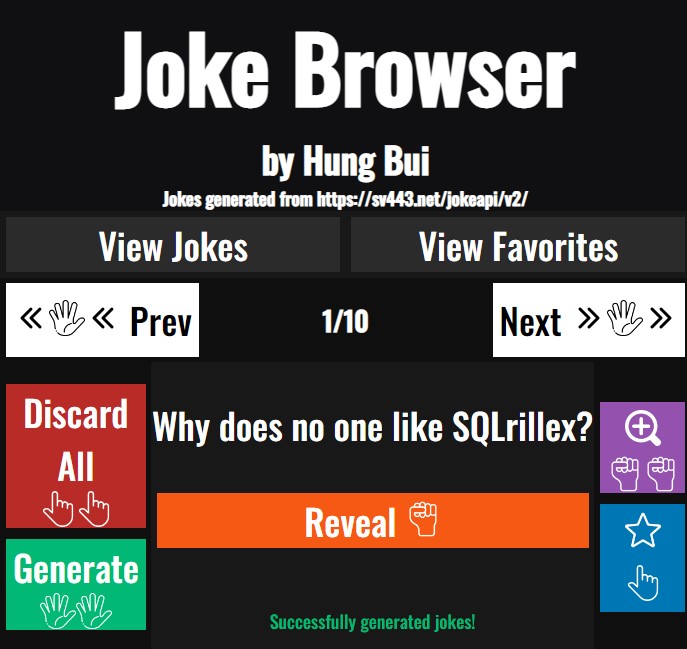 Joke Browser
by Hung Bui
Jokes generated from https://sv443.net/jokeapi/v2/
View Jokes
View Favorites
Prev
1/10
Next
Discard
All
Generate
Why does no one like SQLrillex?
Reveal
Successfully generated jokes!